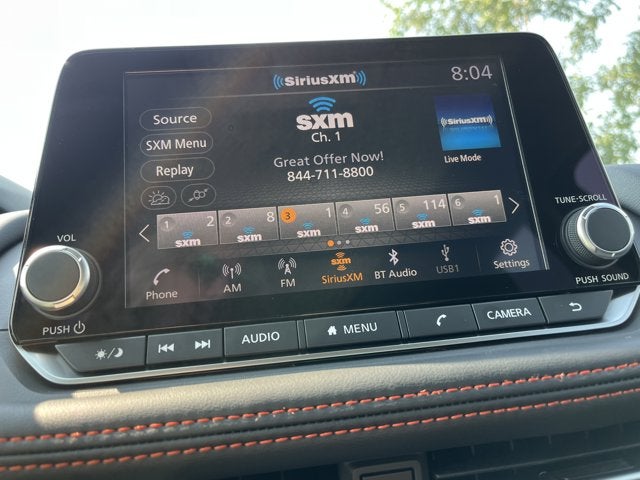 ((SiriusXM)) 8:04
sxm
Ch. 1
Great Offer Now!
844-711-8800
((SiriusXM))
Live Mode
Source
SXM Menu
Replay
1 2 sxm
2 8 sxm
3 1 sxm
4 56 sxm
5 114 sxm
6 1 sxm
Phone
AM
FM
sxm
SiriusXM
BT Audio
USB1
Settings
VOL
PUSH
TUNE·SCROLL
PUSH SOUND
AUDIO
MENU
CAMERA